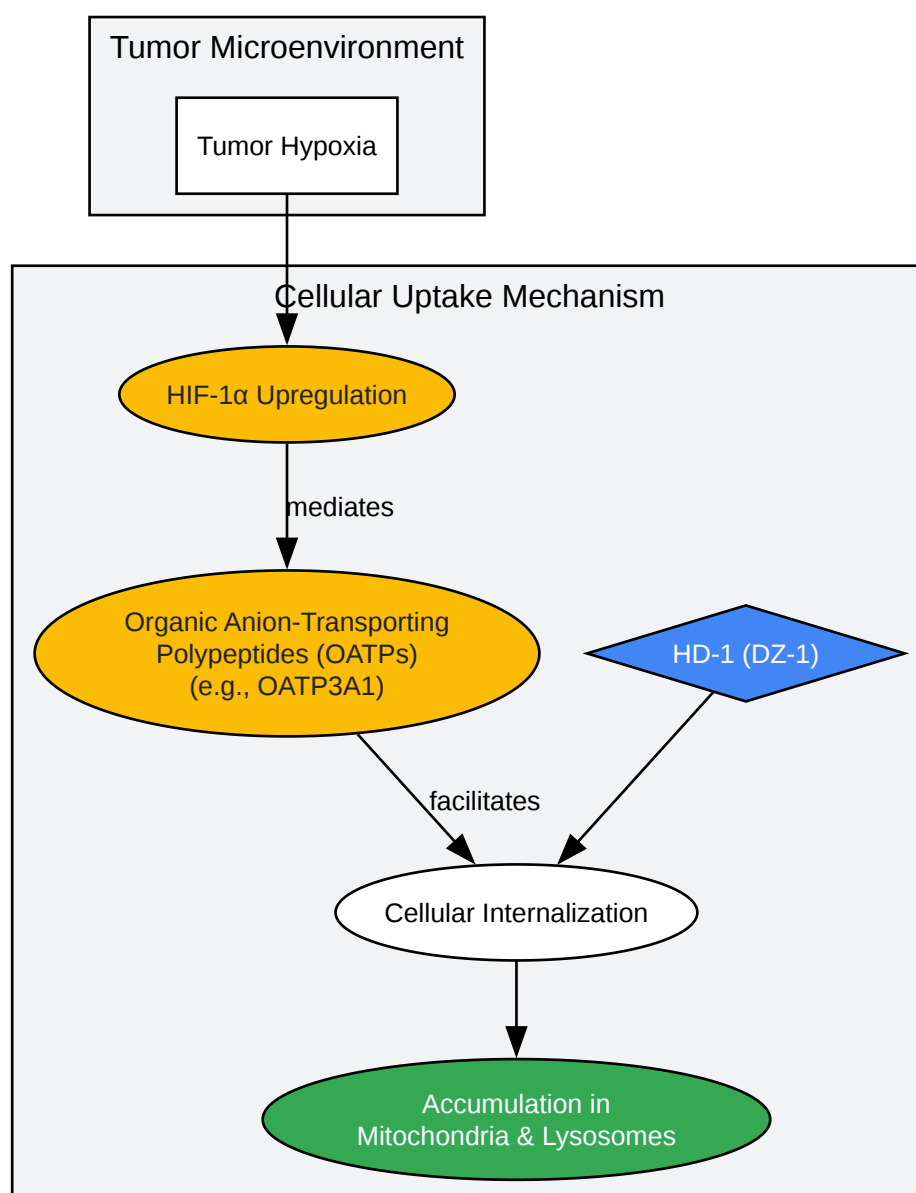 Tumor Microenvironment
Tumor Hypoxia
Cellular Uptake Mechanism
HIF-1α Upregulation
mediates
Organic Anion-Transporting
Polypeptides (OATPs)
(e.g., OATP3A1)
HD-1 (DZ-1)
facilitates
Cellular Internalization
Accumulation in
Mitochondria & Lysosomes